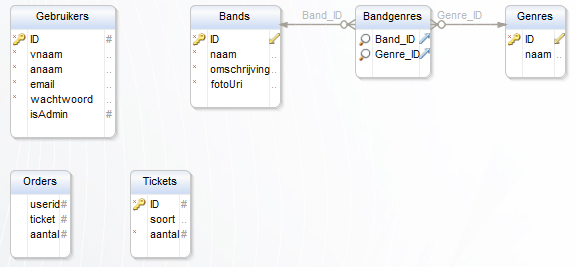 Gebruikers
ID #
vnaam
anaam
email
wachtwoord
isAdmin #
Bands
ID
naam
omschrijving
fotoUri
Band_ID
Bandgenres
Band_ID
Genre_ID
Genre_ID
Genres
ID
naam
Orders
userid #
ticket #
aantal #
Tickets
ID #
soort
aantal #